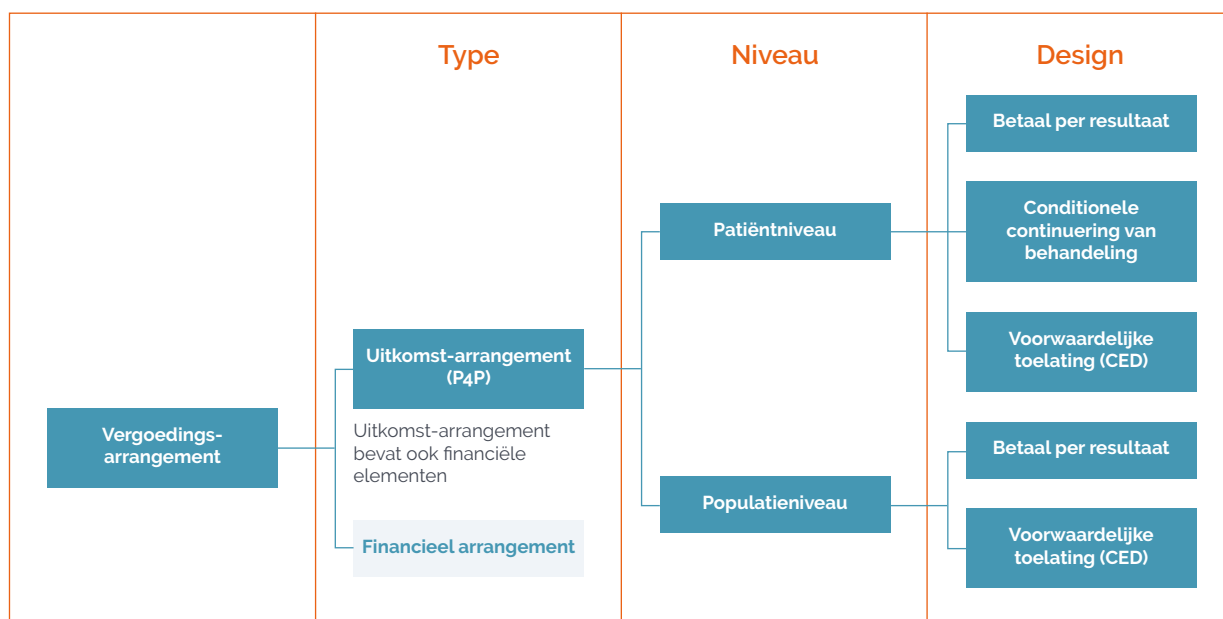 Type
Niveau
Design
Betaal per resultaat
Conditionele
continuering van
behandeling
Patiëntniveau
Voorwaardelijke
toelating (CED)
Uitkomst-arrangement
(P4P)
Vergoedings-
arrangement
Uitkomst-arrangement
bevat ook financiële
elementen
Betaal per resultaat
Populatieniveau
Voorwaardelijke
toelating (CED)
Financieel arrangement